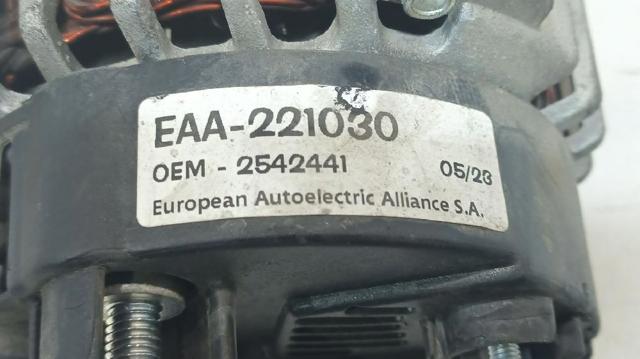 EAA-221030
OEM - 2542441 05/23
European Autoelectric Alliance S.A.